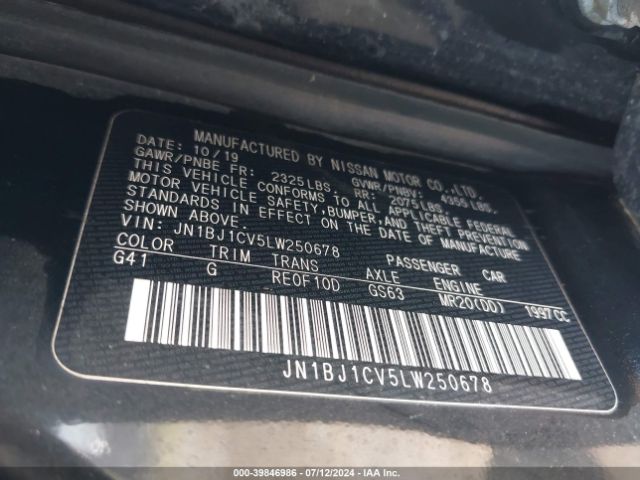 MANUFACTURED BY NISSAN MOTOR CO.,LTD.
DATE: 10/19 GVWR/PNBV: 4355 LBS.
GAWR/PNBE FR: 2325LBS. RR: 2075LBS.
THIS VEHICLE CONFORMS TO ALL APPLICABLE FEDERAL
MOTOR VEHICLE SAFETY,BUMPER,AND THEFT PREVENTION
STANDARDS IN EFFECT ON THE DATE OF MANUFACTURE
SHOWN ABOVE.
VIN: JN1BJ1CV5LW250678 PASSENGER CAR
COLOR TRIM TRANS AXLE ENGINE
G41 G RE0F10D GS63 MR20(DD) 1997CC
JN1BJ1CV5LW250678
000-39846986 - 07/12/2024 - IAA Inc.